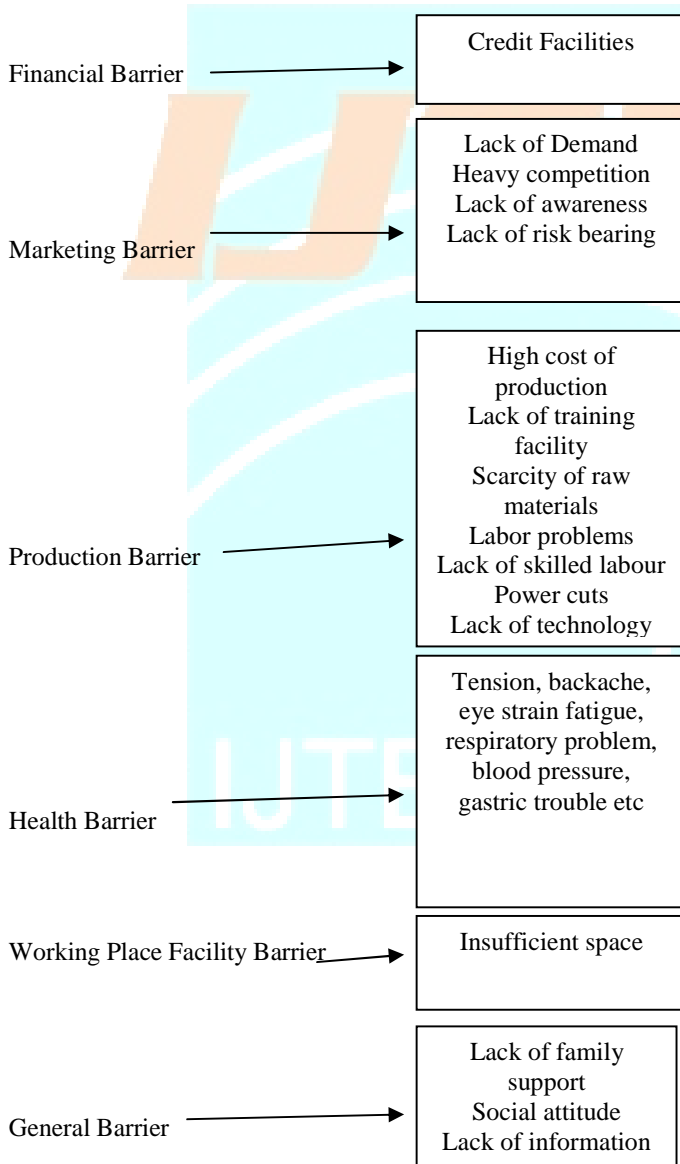 Credit Facilities
Financial Barrier
Lack of Demand
Heavy competition
Lack of awareness
Lack of risk bearing
Marketing Barrier
High cost of
production
Lack of training
facility
Scarcity of raw
materials
Labor problems
Lack of skilled labour
Power cuts
Lack of technology
Production Barrier
Tension, backache,
eye strain fatigue,
respiratory problem,
blood pressure,
gastric trouble etc
Health Barrier
Working Place Facility Barrier
Insufficient space
Lack of family
support
Social attitude
Lack of information
General Barrier